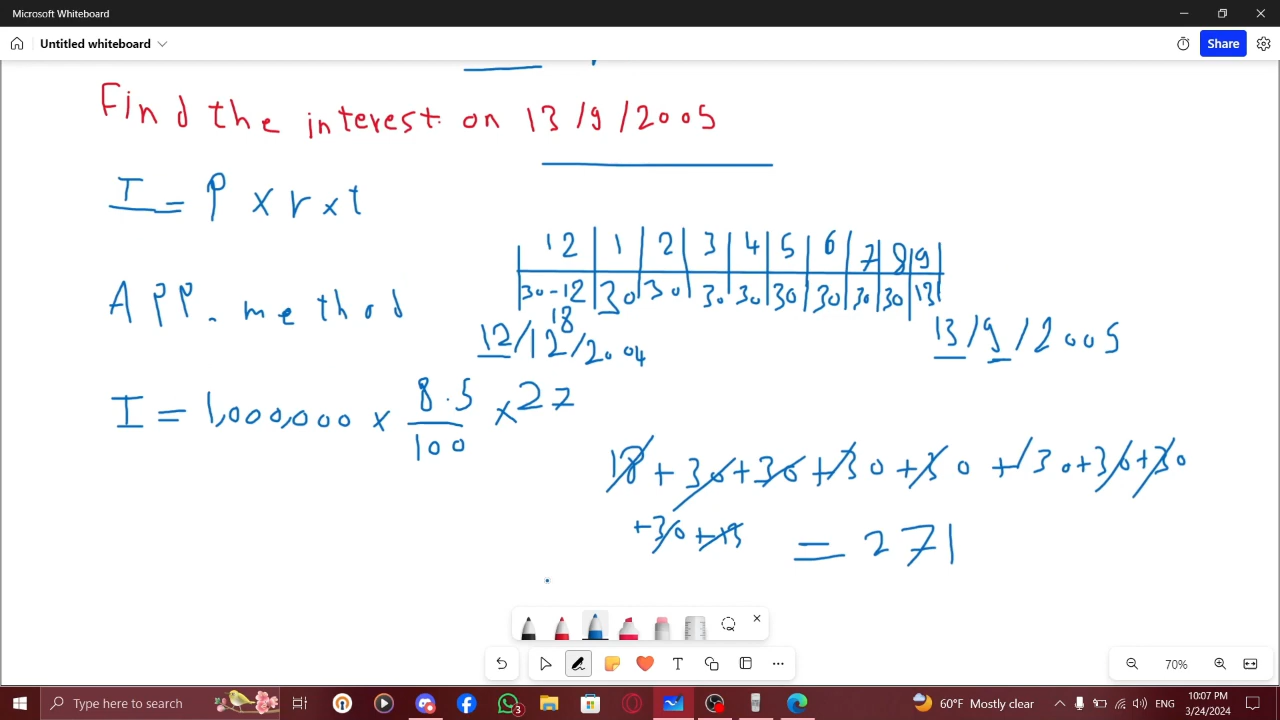 Microsoft Whiteboard
Untitled whiteboard
Share
Find the interest on 13/9/2005
I = P × r × t
12 | 1 | 2 | 3 | 4 | 5 | 6 | 7 | 8 | 9
30-12 | 30 | 30 | 30 | 30 | 30 | 30 | 30 | 30 | 13
18
APP. method
12/12/2004
13/9/2005
I = 1,000,000 × 8.5/100 × 27
18+30+30+30+30+30+30+30
+30+13 = 271
70%
Type here to search
3
60°F Mostly clear
ENG
10:07 PM
3/24/2024